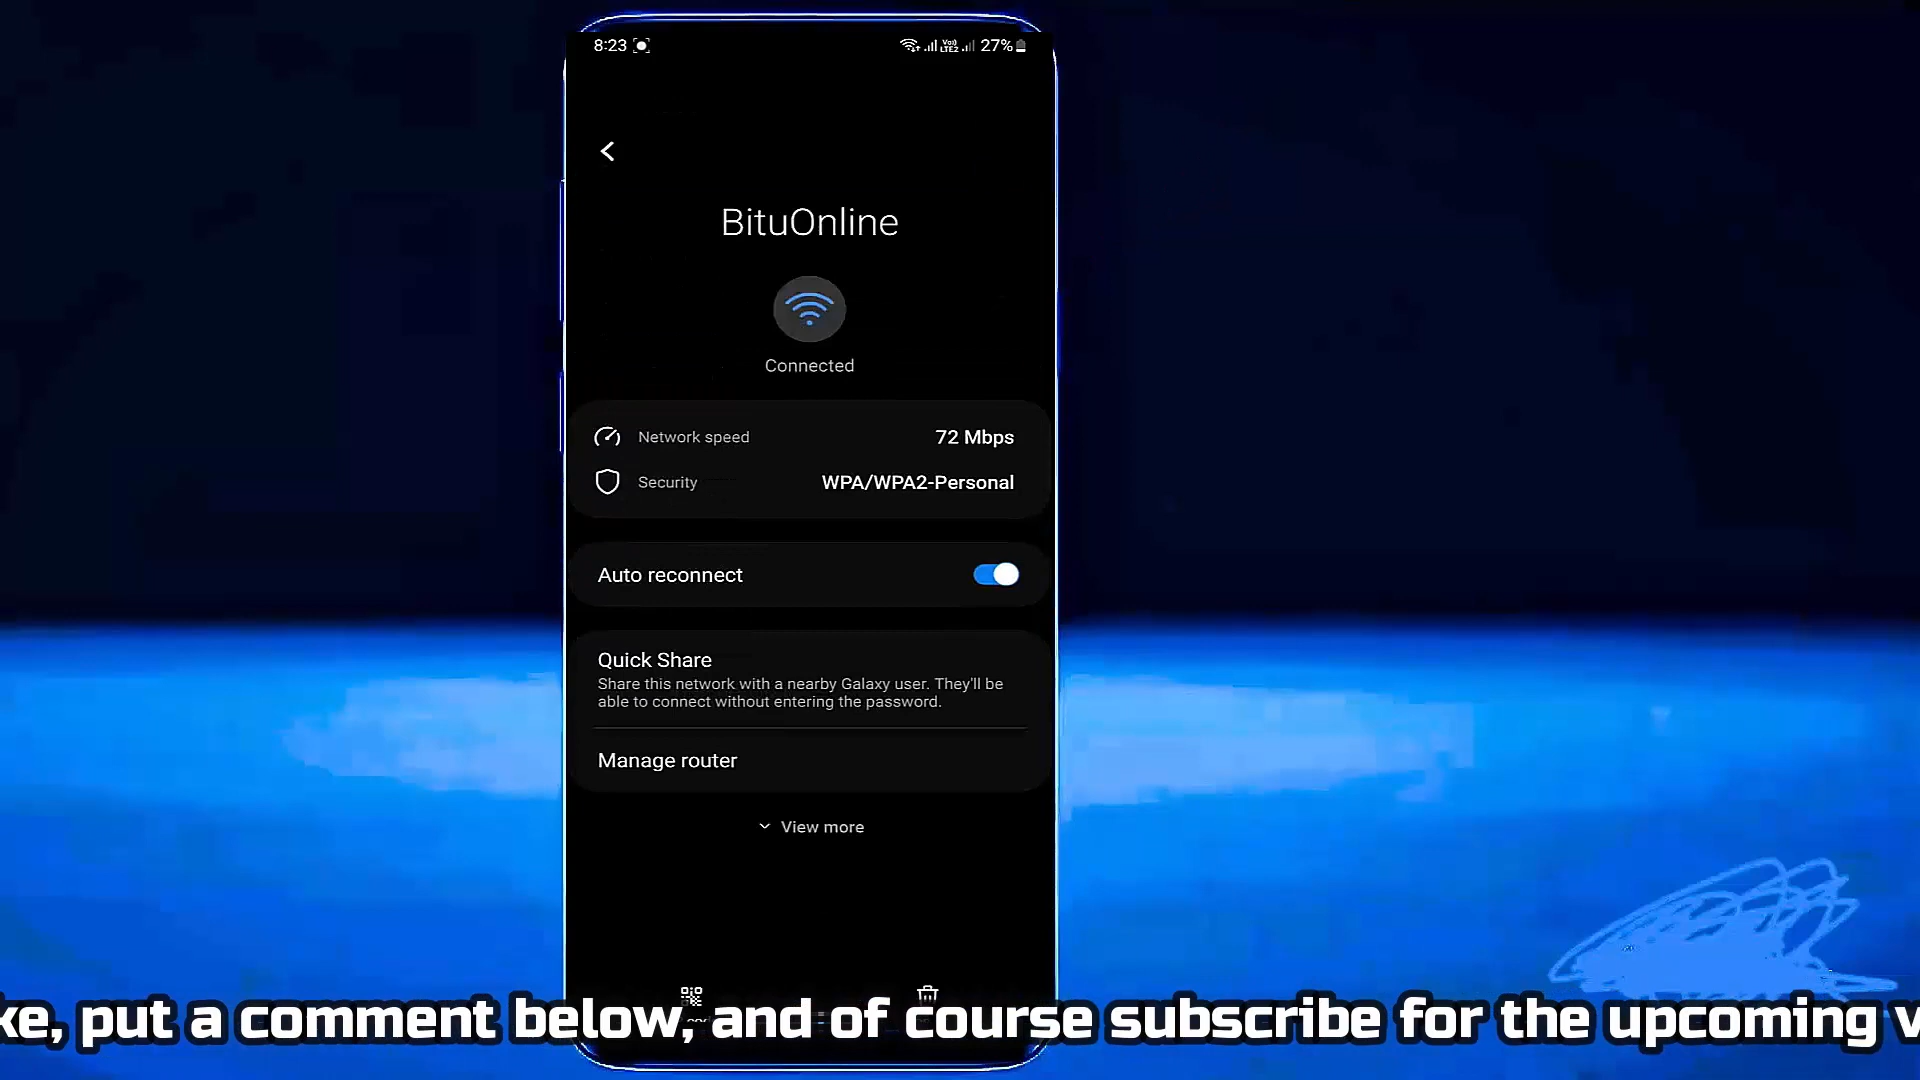 8:23
Vo)) LTE2 27%
BituOnline
Connected
Network speed 72 Mbps
Security WPA/WPA2-Personal
Auto reconnect
Quick Share
Share this network with a nearby Galaxy user. They'll be
able to connect without entering the password.
Manage router
View more
ke, put a comment below, and of course subscribe for the upcoming v